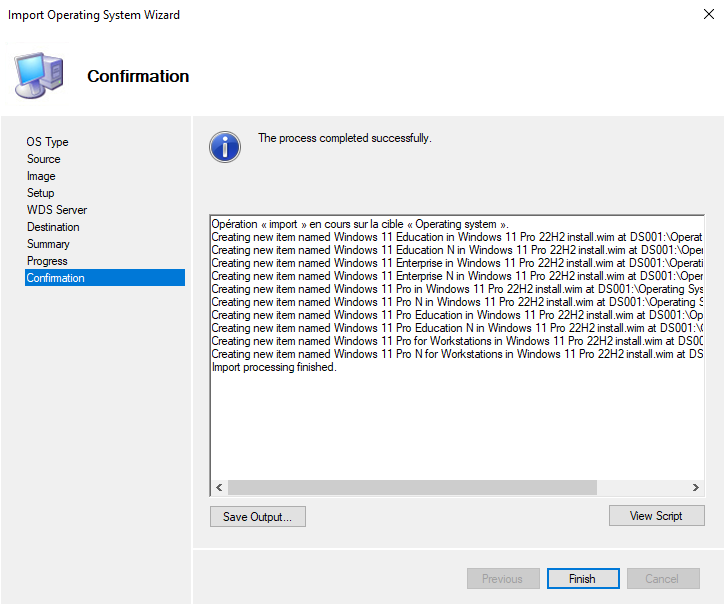 Import Operating System Wizard
Confirmation
OS Type
Source
Image
Setup
WDS Server
Destination
Summary
Progress
Confirmation
The process completed successfully.
Opération « import » en cours sur la cible « Operating system ».
Creating new item named Windows 11 Education in Windows 11 Pro 22H2 install.wim at DS001:\Operat
Creating new item named Windows 11 Education N in Windows 11 Pro 22H2 install.wim at DS001:\Oper
Creating new item named Windows 11 Enterprise in Windows 11 Pro 22H2 install.wim at DS001:\Operati
Creating new item named Windows 11 Enterprise N in Windows 11 Pro 22H2 install.wim at DS001:\Oper
Creating new item named Windows 11 Pro in Windows 11 Pro 22H2 install.wim at DS001:\Operating Sys
Creating new item named Windows 11 Pro N in Windows 11 Pro 22H2 install.wim at DS001:\Operating S
Creating new item named Windows 11 Pro Education in Windows 11 Pro 22H2 install.wim at DS001:\Op
Creating new item named Windows 11 Pro Education N in Windows 11 Pro 22H2 install.wim at DS001:\
Creating new item named Windows 11 Pro for Workstations in Windows 11 Pro 22H2 install.wim at DS00
Creating new item named Windows 11 Pro N for Workstations in Windows 11 Pro 22H2 install.wim at DS
Import processing finished.
Save Output...
View Script
Previous
Finish
Cancel